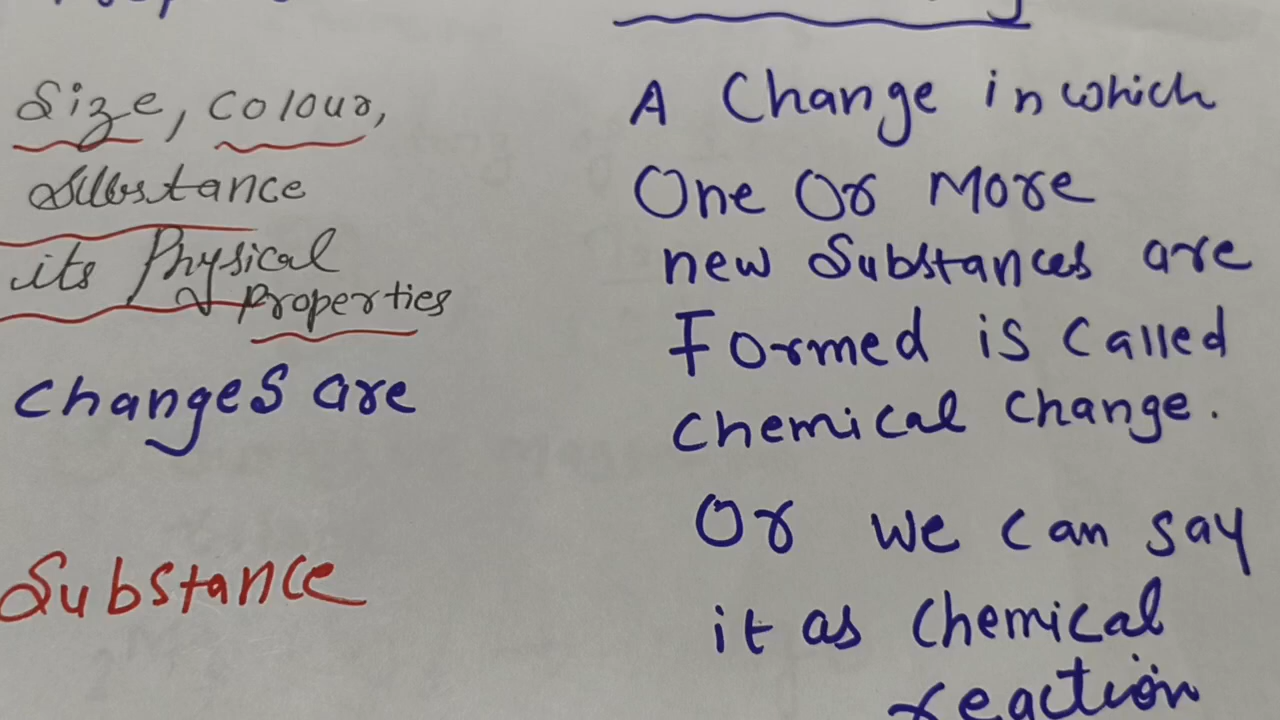 Size, Colour,
Substance
its Physical
Properties
Changes are
Substance
A Change in which
One Or More
new Substances are
Formed is Called
Chemical Change.
Or we can say
it as Chemical
reaction